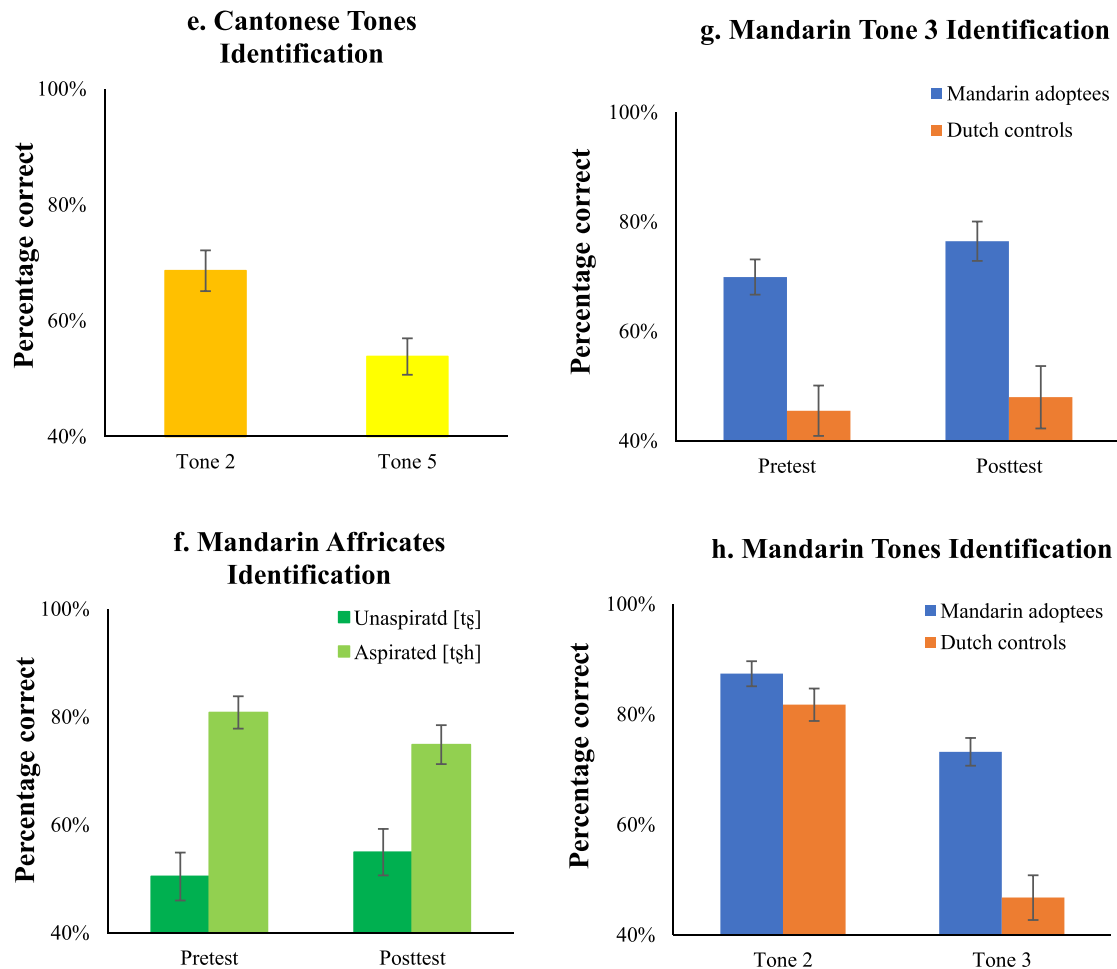 e. Cantonese Tones
Identification
100%
80%
60%
40%
Percentage correct
Tone 2
Tone 5
g. Mandarin Tone 3 Identification
Mandarin adoptees
Dutch controls
100%
80%
60%
40%
Percentage correct
Pretest
Posttest
f. Mandarin Affricates
Identification
Unaspiratd [tʂ]
Aspirated [tʂh]
100%
80%
60%
40%
Percentage correct
Pretest
Posttest
h. Mandarin Tones Identification
Mandarin adoptees
Dutch controls
100%
80%
60%
40%
Percentage correct
Tone 2
Tone 3